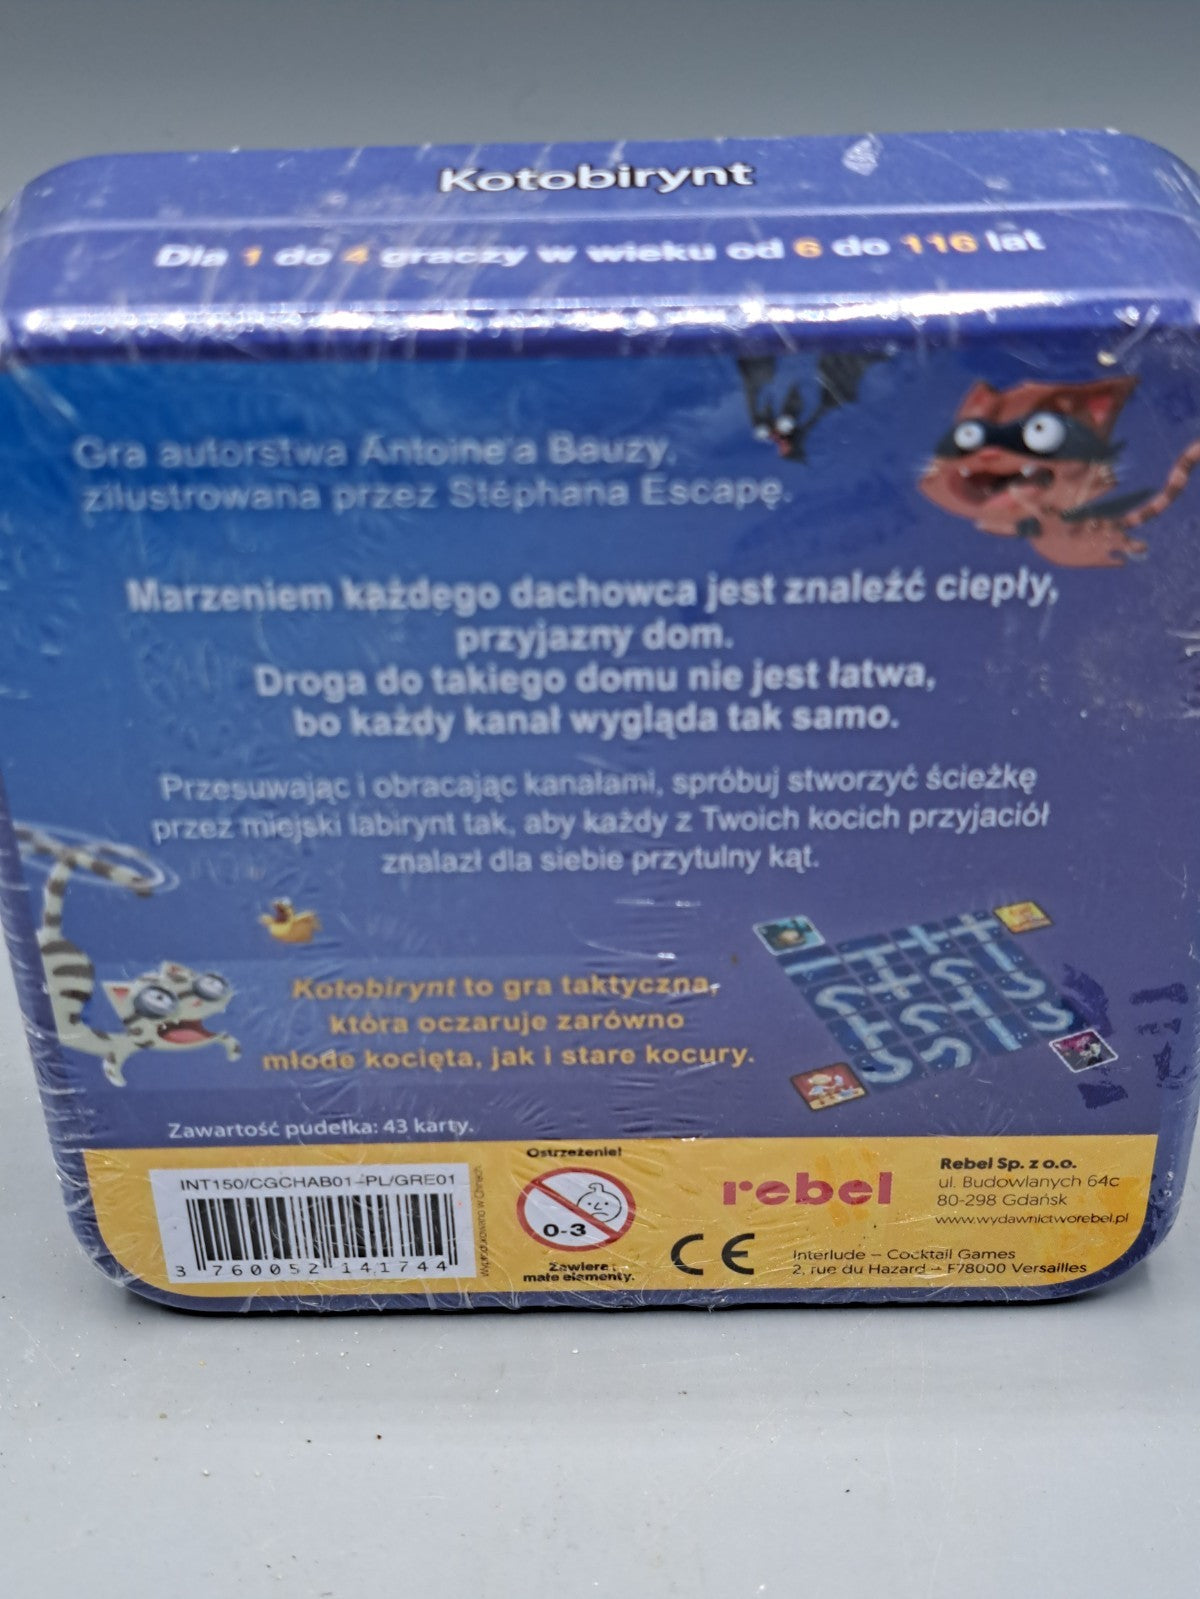 Kotobirynt
Dla 1 do 4 graczy w wieku od 6 do 116 lat
Gra autorstwa Antoine'a Bauzy,
zilustrowana przez Stéphana Escapę.
Marzeniem każdego dachowca jest znaleźć ciepły,
przyjazny dom.
Droga do takiego domu nie jest łatwa,
bo każdy kanał wygląda tak samo.
Przesuwając i obracając kanałami, spróbuj stworzyć ścieżkę
przez miejski labirynt tak, aby każdy z Twoich kocich przyjaciół
znalazł dla siebie przytulny kąt.
Kotobirynt to gra taktyczna,
która oczaruje zarówno
młode kocięta, jak i stare kocury.
Zawartość pudełka: 43 karty.
INT150/CGCHAB01-PL/GRE01
3 760052 141744
Wyprodukowano w Chinach
Ostrzeżenie!
0-3
Zawiera
małe elementy.
rebel
CE
Rebel Sp. z o.o.
ul. Budowlanych 64c
80-298 Gdańsk
www.wydawnictworebel.pl
Interlude – Cocktail Games
2, rue du Hazard – F78000 Versailles